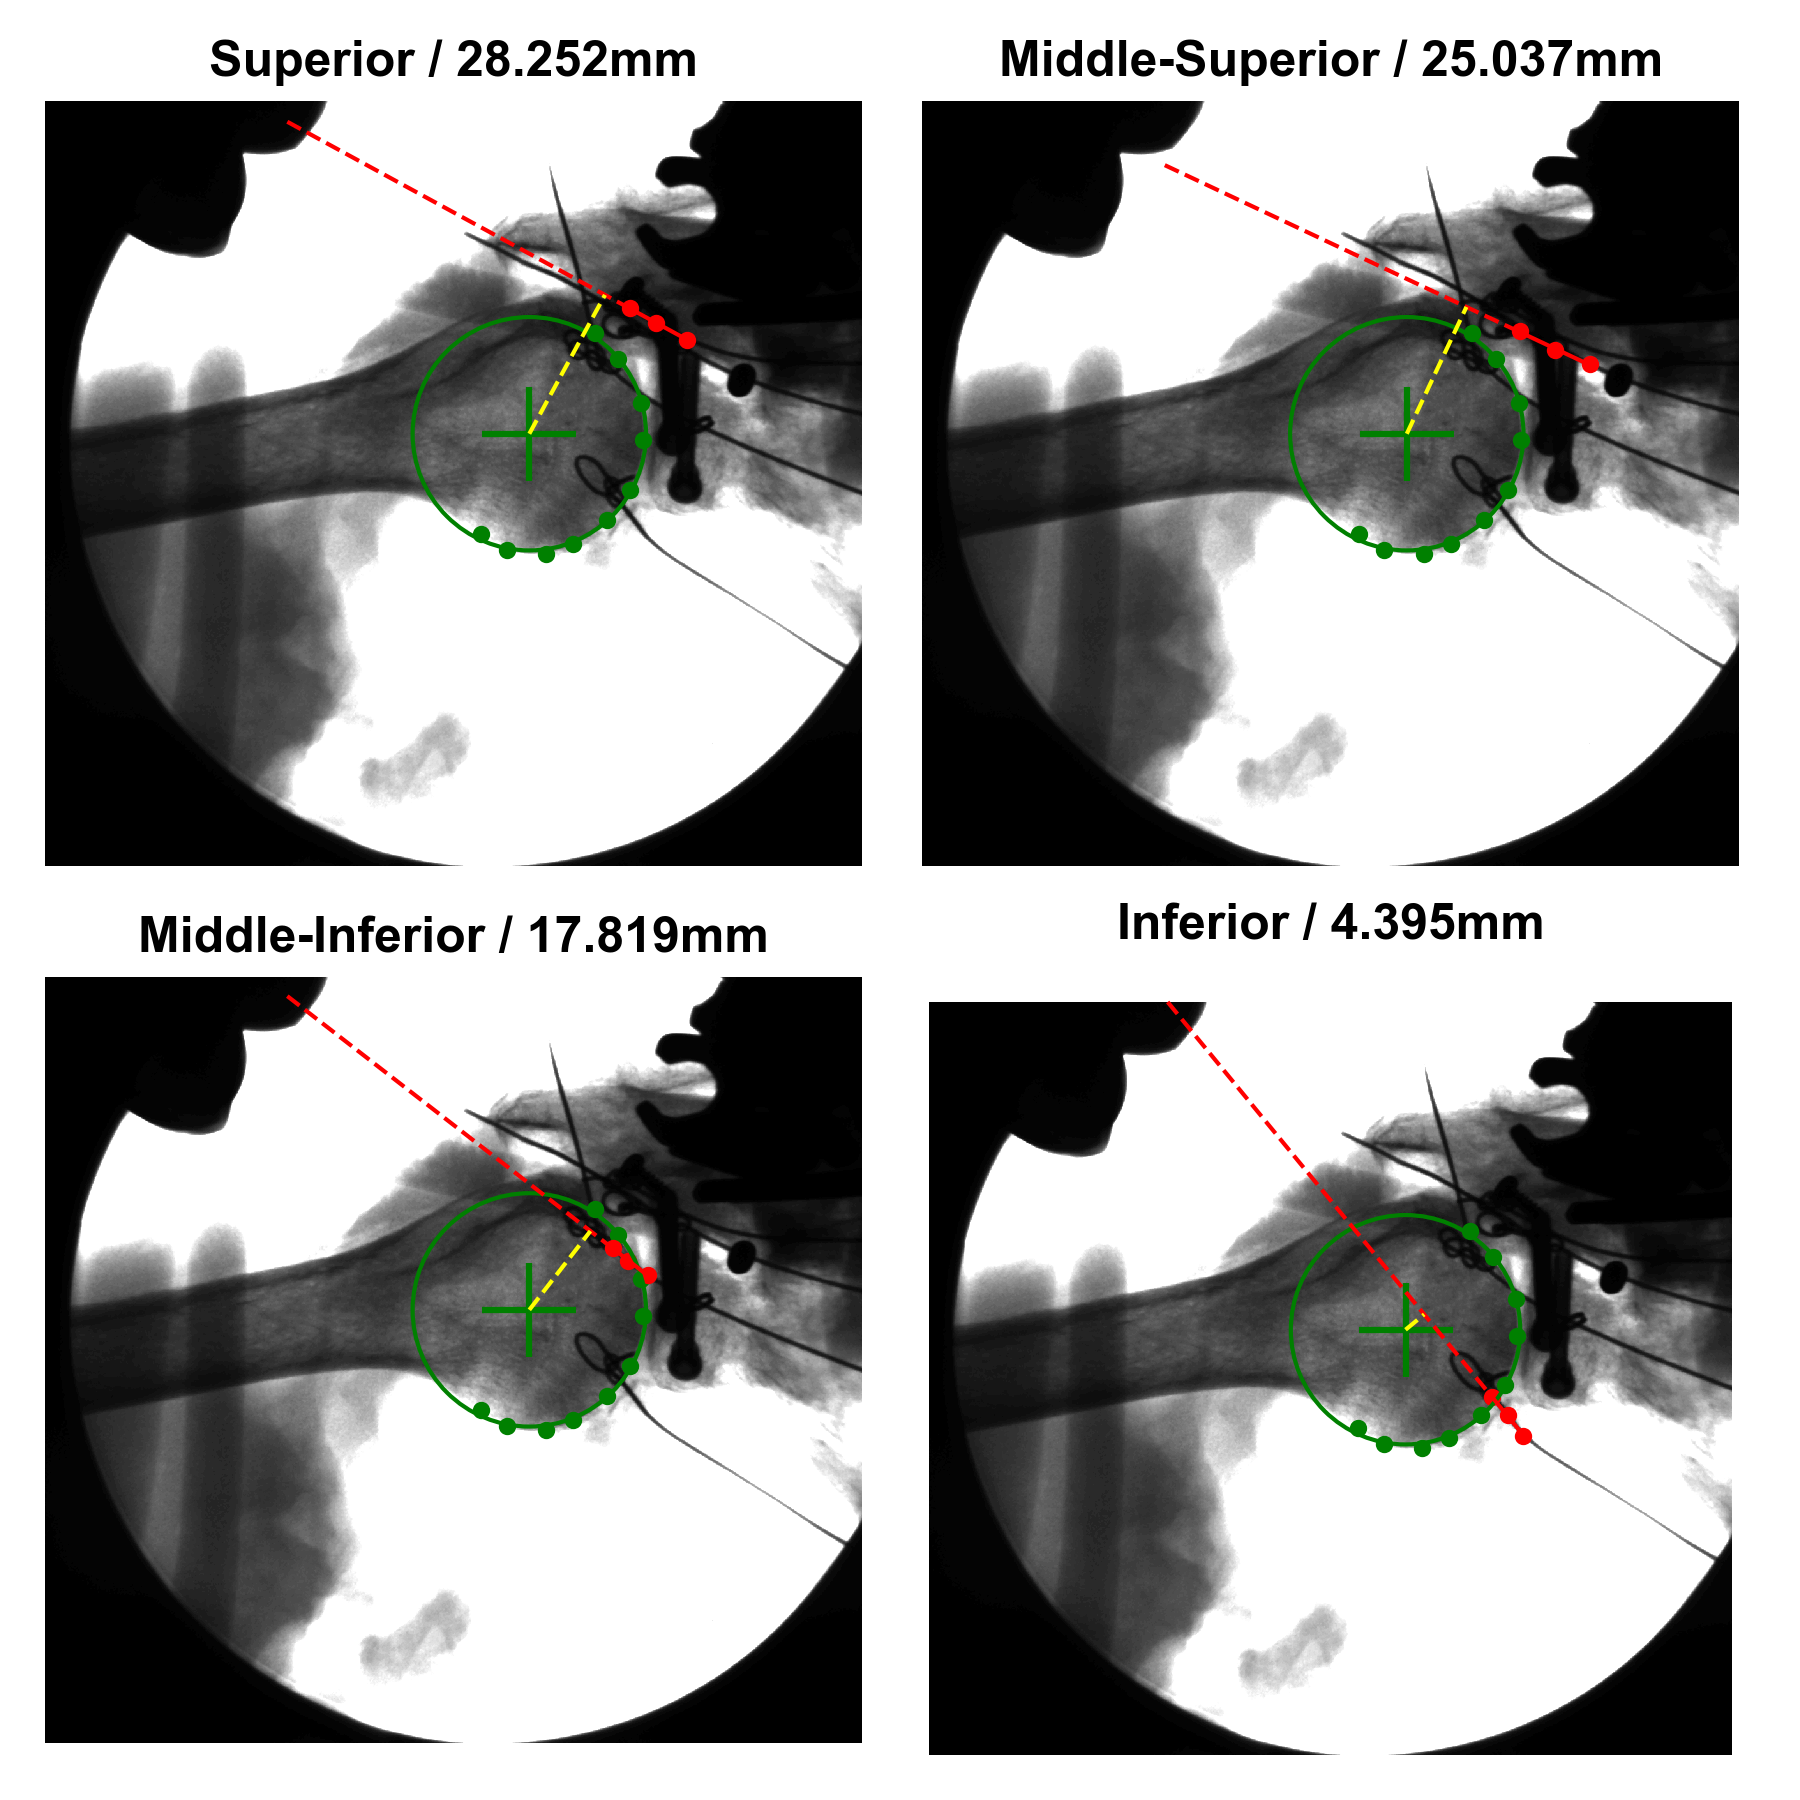 Superior / 28.252mm
Middle-Superior / 25.037mm
Middle-Inferior / 17.819mm
Inferior / 4.395mm